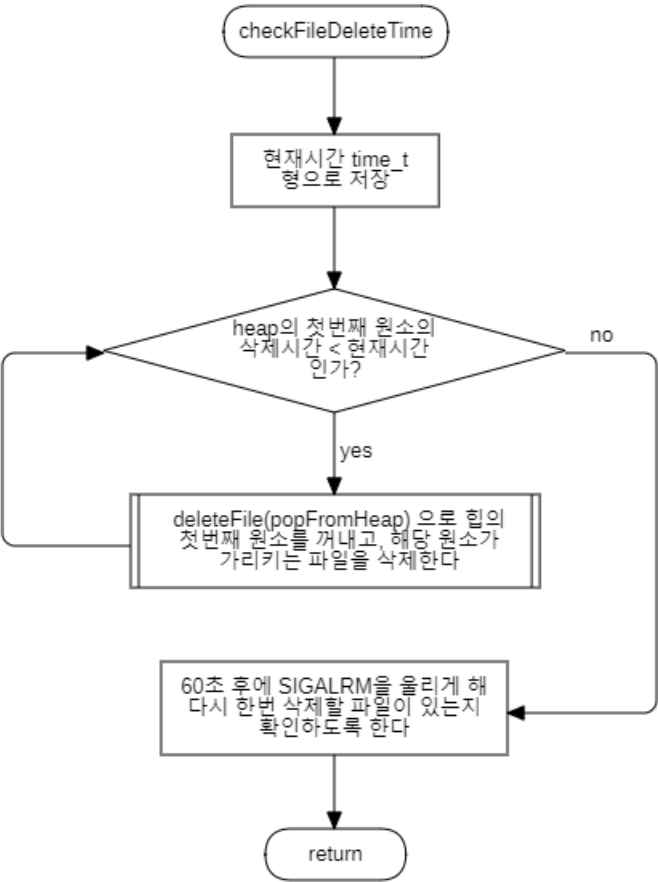 checkFileDeleteTime
현재시간 time_t
형으로 저장
heap의 첫번째 원소의
삭제시간 < 현재시간
인가?
no
yes
deleteFile(popFromHeap) 으로 힙의
첫번째 원소를 꺼내고, 해당 원소가
가리키는 파일을 삭제한다
60초 후에 SIGALRM을 울리게 해
다시 한번 삭제할 파일이 있는지
확인하도록 한다
return